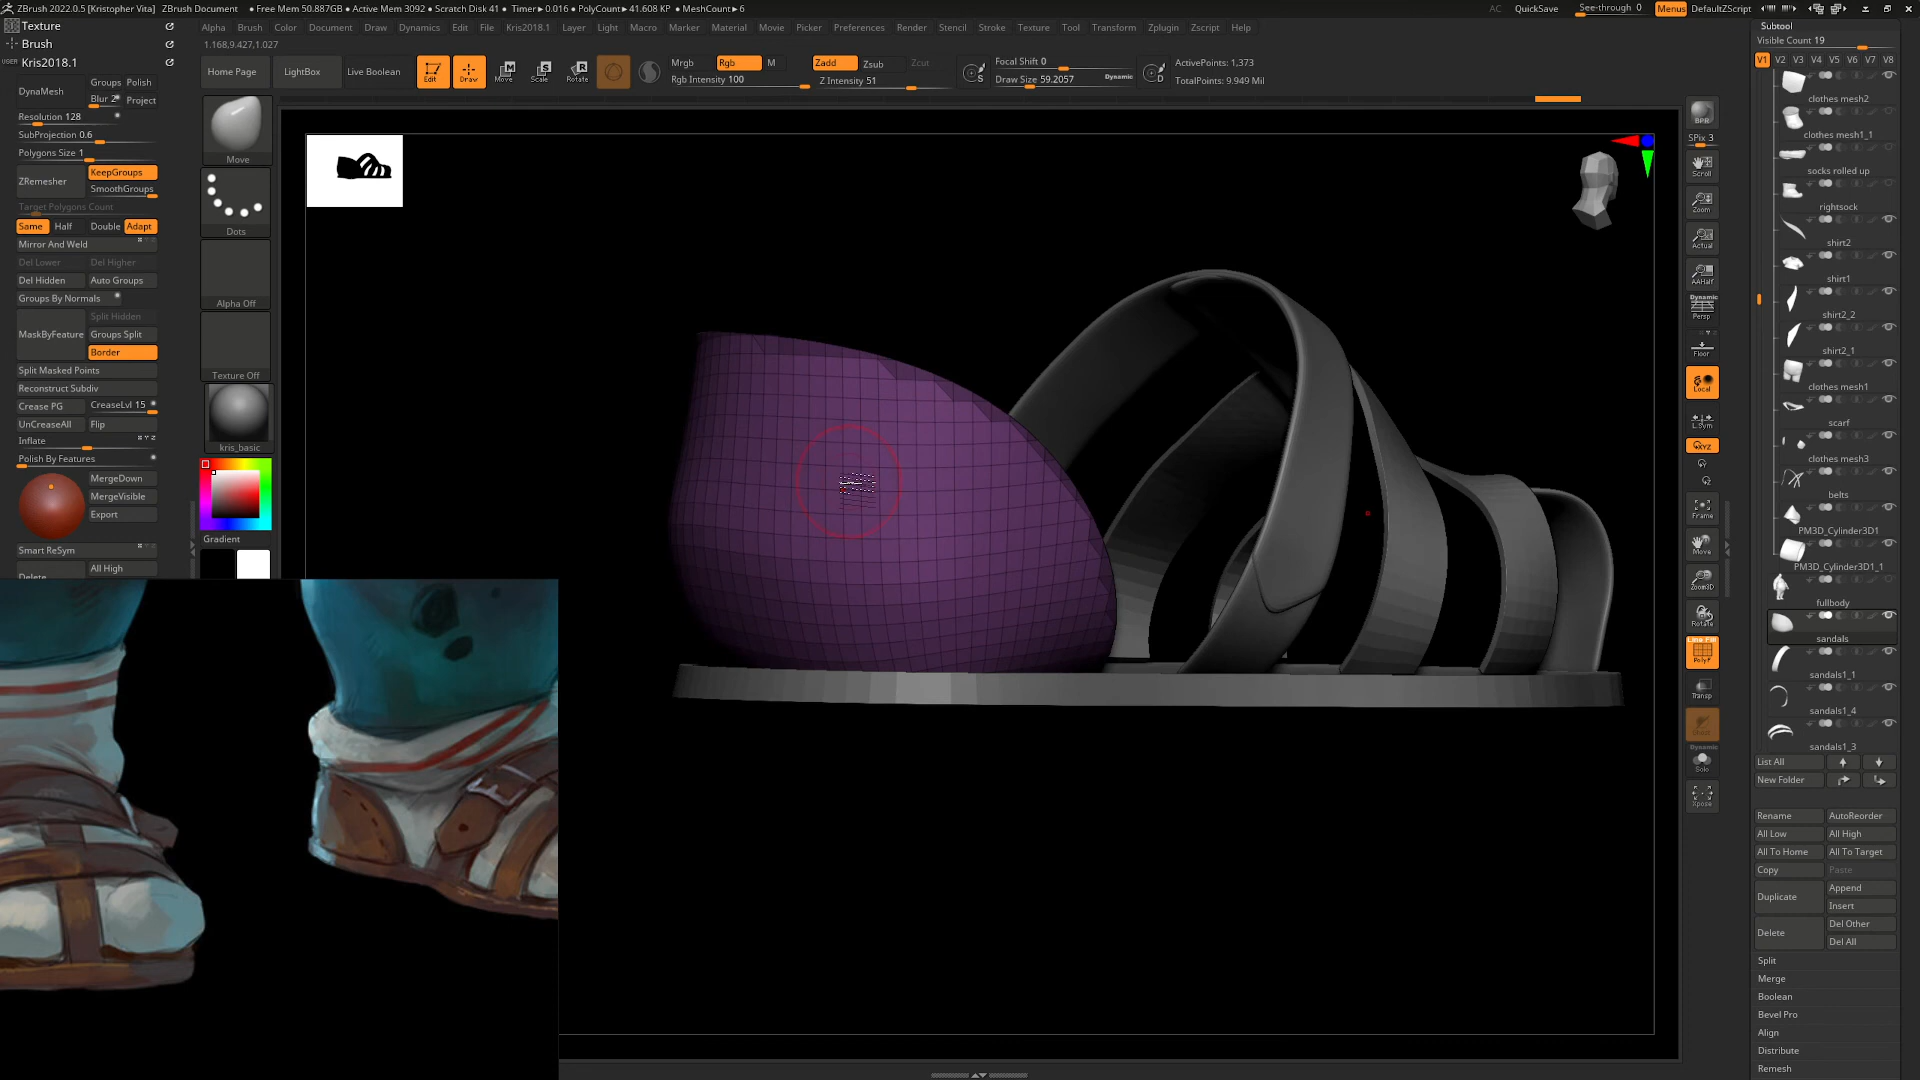 ZBrush 2022.0.5 [Kristopher Vita]   ZBrush Document   • Free Mem 50.887GB • Active Mem 3092 • Scratch Disk 41 • Timer▸0.016 • PolyCount▸41.608 KP • MeshCount▸6   AC   QuickSave   See-through 0   Menus   DefaultZScript
Alpha Brush Color Document Draw Dynamics Edit File Kris2018.1 Layer Light Macro Marker Material Movie Picker Preferences Render Stencil Stroke Texture Tool Transform Zplugin Zscript Help
1.168,9.427,1.027
Texture
Brush
Kris2018.1
DynaMesh
Groups Polish
Blur 2 Project
Resolution 128
SubProjection 0.6
Polygons Size 1
ZRemesher
KeepGroups
SmoothGroups
Target Polygons Count
Same Half Double Adapt
Mirror And Weld
Del Lower Del Higher
Del Hidden Auto Groups
Groups By Normals
MaskByFeature
Split Hidden
Groups Split
Border
Split Masked Points
Reconstruct Subdiv
Crease PG CreaseLvl 15
UnCreaseAll Flip
Inflate
Polish By Features
MergeDown
MergeVisible
Export
Smart ReSym
All High
Delete
Home Page LightBox Live Boolean
Edit Draw Move Scale Rotate
Mrgb Rgb M
Rgb Intensity 100
Zadd Zsub Zcut
Z Intensity 51
Focal Shift 0
Draw Size 59.2057 Dynamic
ActivePoints: 1,373
TotalPoints: 9.949 Mil
Move
Dots
Alpha Off
Texture Off
kris_basic
Gradient
BPR
SPix 3
Scroll
Zoom
Actual
AAHalf
Dynamic
Persp
Floor
Local
L.Sym
XYZ
Frame
Move
Zoom3D
Rotate
Line Fill
PolyF
Transp
Ghost
Dynamic
Solo
Xpose
Subtool
Visible Count 19
V1 V2 V3 V4 V5 V6 V7 V8
clothes mesh2
clothes mesh1_1
socks rolled up
rightsock
shirt2
shirt1
shirt2_2
shirt2_1
clothes mesh1
scarf
clothes mesh3
belts
PM3D_Cylinder3D1
PM3D_Cylinder3D1_1
fullbody
sandals
sandals1_1
sandals1_4
sandals1_3
List All
New Folder
Rename AutoReorder
All Low All High
All To Home All To Target
Copy Paste
Duplicate
Append
Insert
Delete
Del Other
Del All
Split
Merge
Boolean
Bevel Pro
Align
Distribute
Remesh